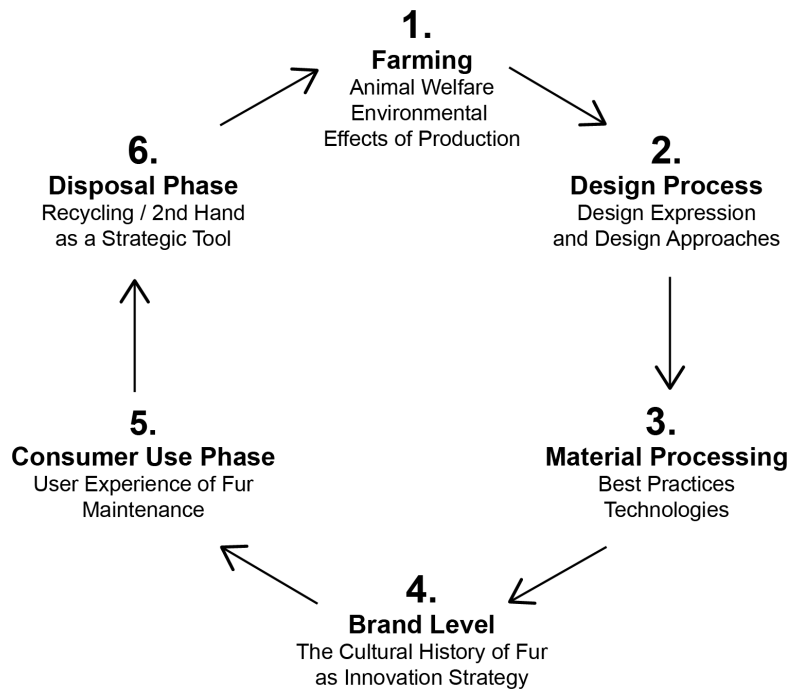 1.
Farming
Animal Welfare
Environmental
Effects of Production
2.
Design Process
Design Expression
and Design Approaches
3.
Material Processing
Best Practices
Technologies
4.
Brand Level
The Cultural History of Fur
as Innovation Strategy
5.
Consumer Use Phase
User Experience of Fur
Maintenance
6.
Disposal Phase
Recycling / 2nd Hand
as a Strategic Tool